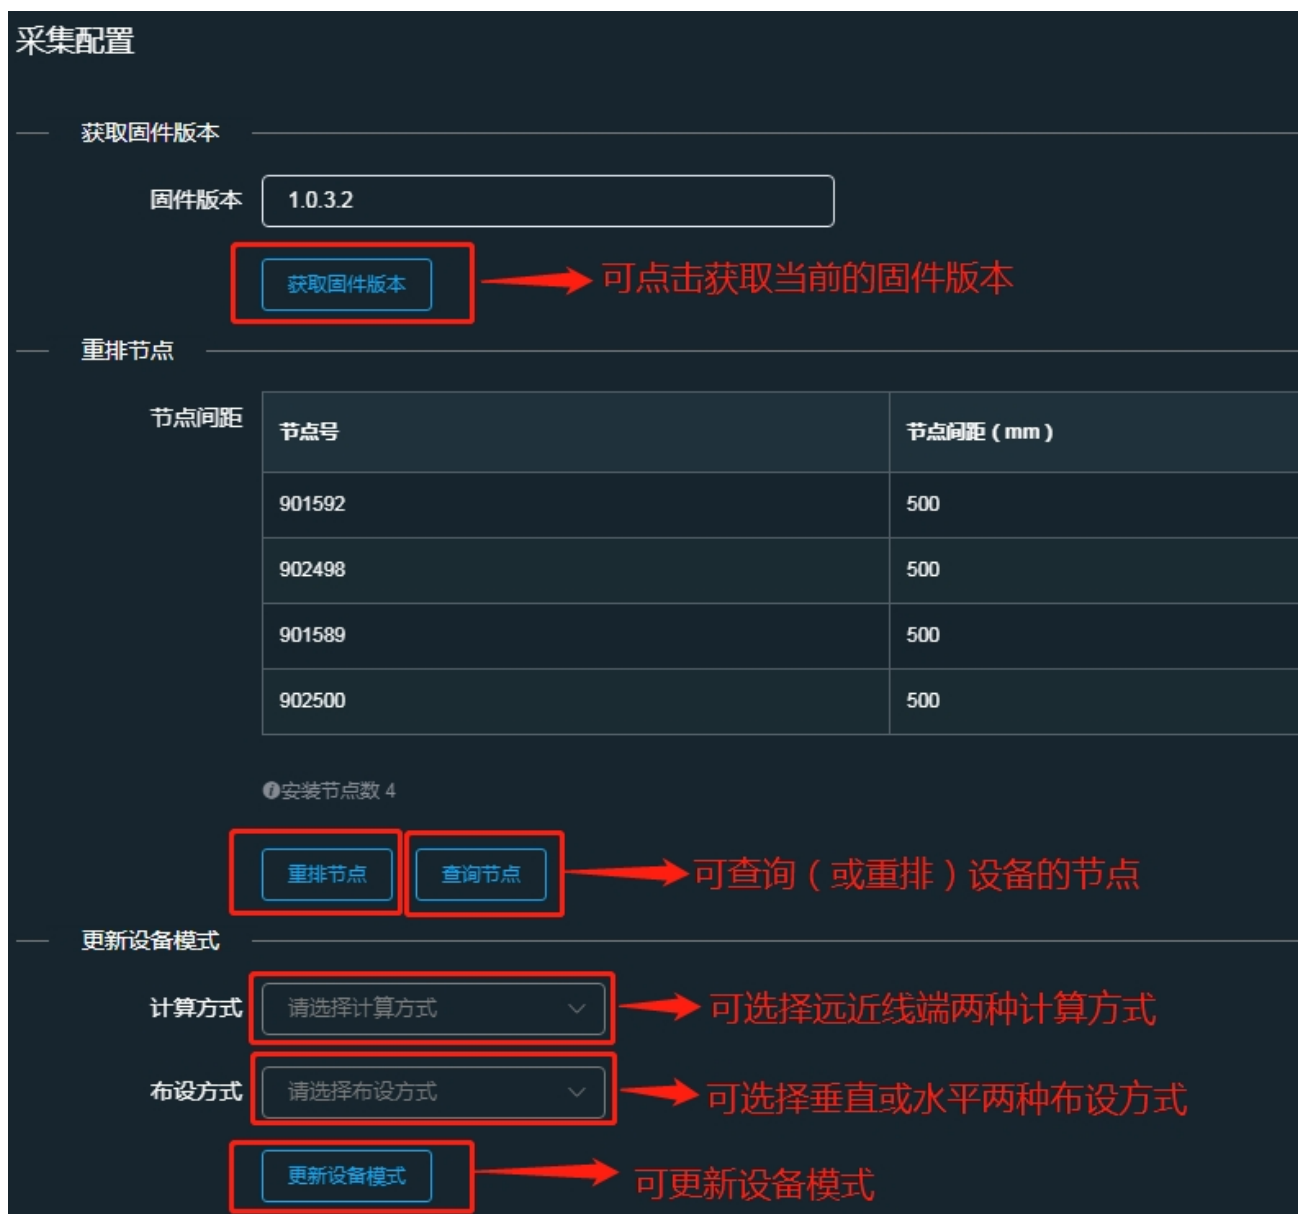 采集配置
获取固件版本
固件版本 1.0.3.2
获取固件版本 可点击获取当前的固件版本
重排节点
节点间距 节点号 节点间距 ( mm )
901592 500
902498 500
901589 500
902500 500
安装节点数 4
重排节点 查询节点 可查询 ( 或重排 ) 设备的节点
更新设备模式
计算方式 请选择计算方式 可选择远近线端两种计算方式
布设方式 请选择布设方式 可选择垂直或水平两种布设方式
更新设备模式 可更新设备模式